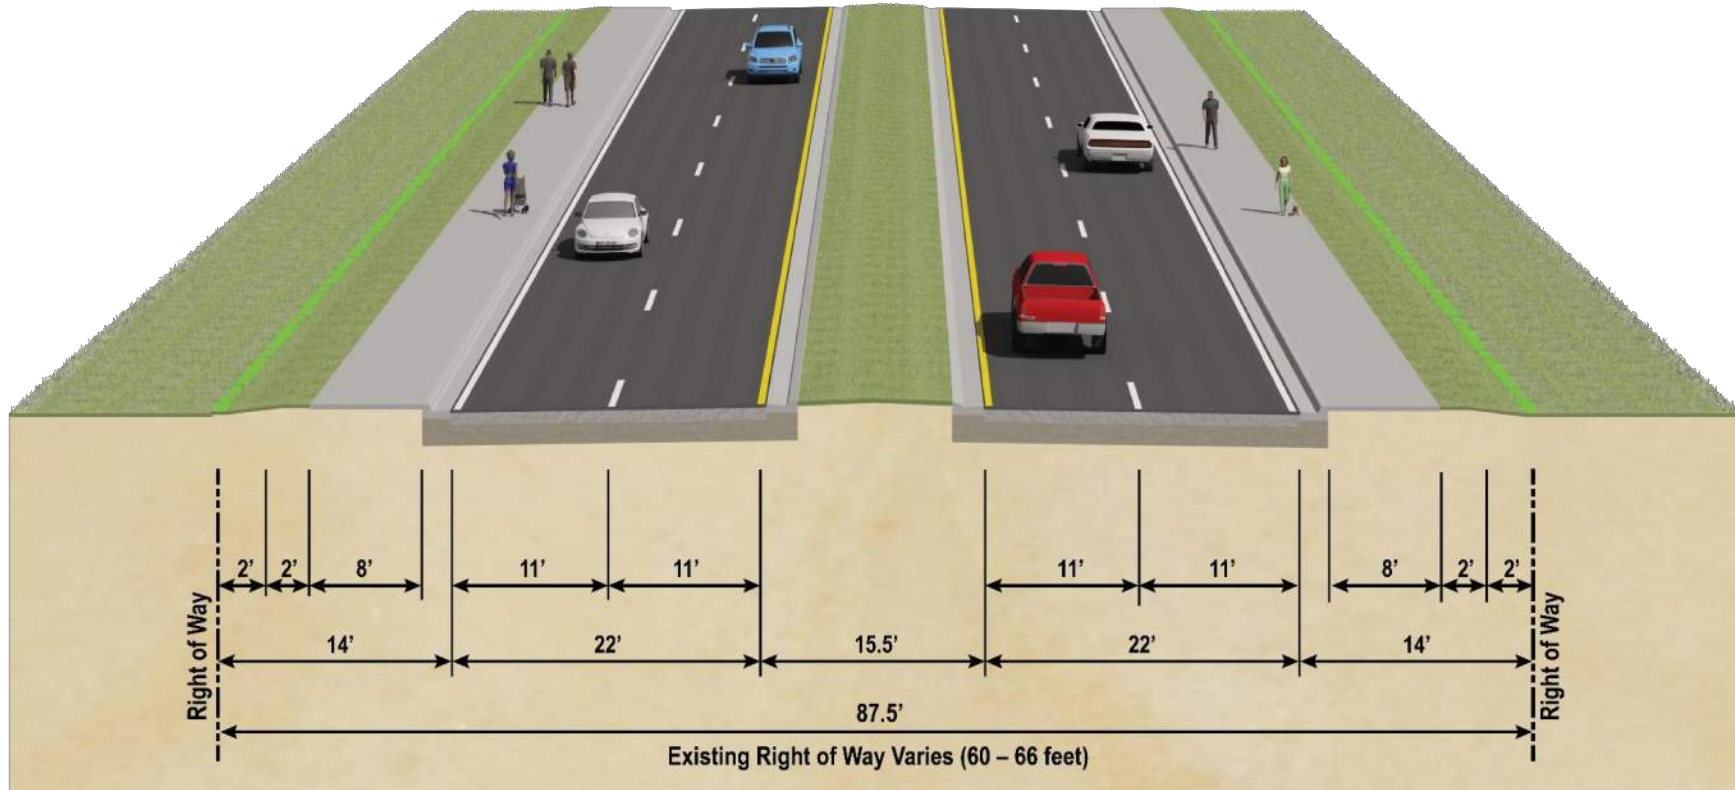 2’ 2’ 8’ 11’ 11’ 11’ 11’ 8’ 2’ 2’
Right of Way
14’ 22’ 15.5’ 22’ 14’
Right of Way
87.5’
Existing Right of Way Varies (60 – 66 feet)